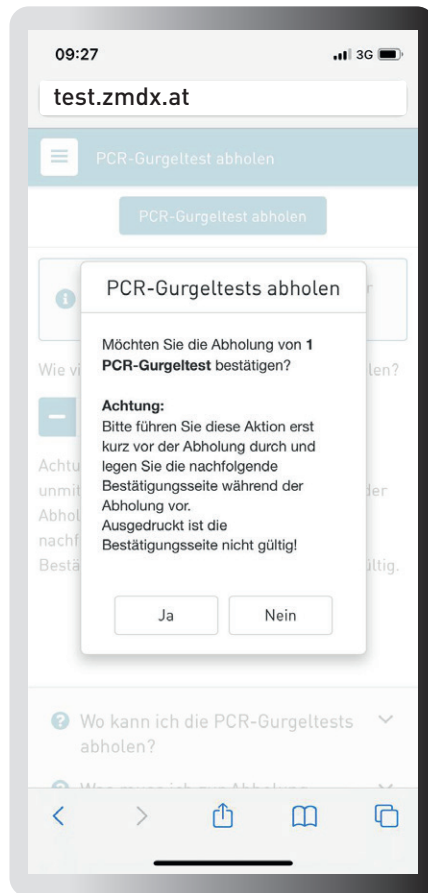 09:27
3G
test.zmdx.at
PCR-Gurgeltest abholen
PCR-Gurgeltest abholen
PCR-Gurgeltests abholen
Möchten Sie die Abholung von 1
PCR-Gurgeltest bestätigen?
Wie vi
len?
Achtung:
Bitte führen Sie diese Aktion erst
kurz vor der Abholung durch und
legen Sie die nachfolgende
Bestätigungsseite während der
Abholung vor.
Ausgedruckt ist die
Bestätigungsseite nicht gültig!
Achtu
unmit
der
Abhol
nachf
Bestä
ültig.
Ja
Nein
Wo kann ich die PCR-Gurgeltests
abholen?